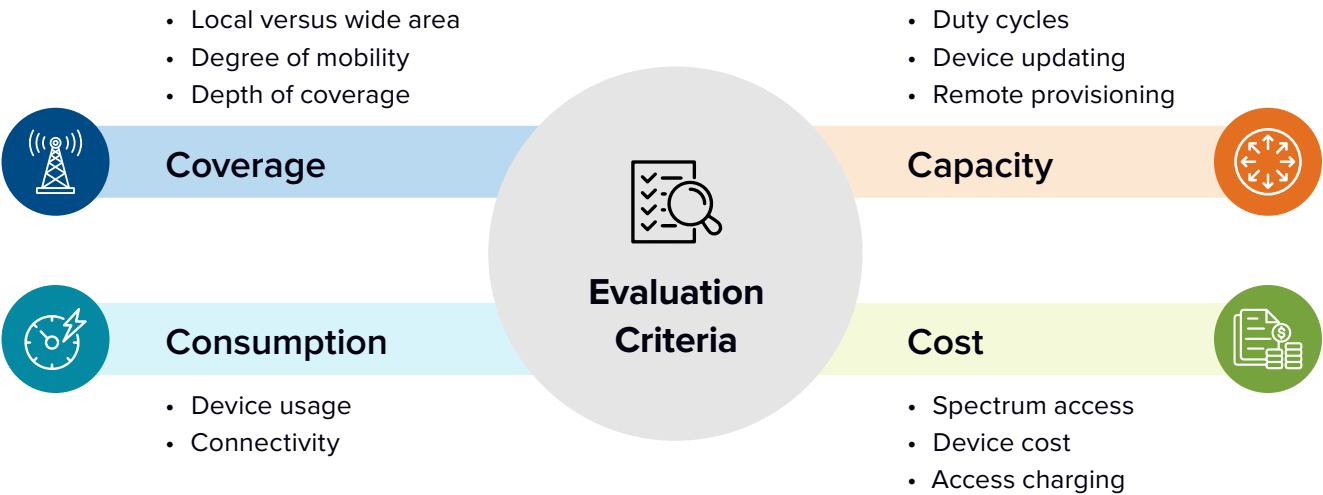 • Local versus wide area
• Degree of mobility
• Depth of coverage
Coverage
• Duty cycles
• Device updating
• Remote provisioning
Capacity
Evaluation
Criteria
Consumption
• Device usage
• Connectivity
Cost
• Spectrum access
• Device cost
• Access charging